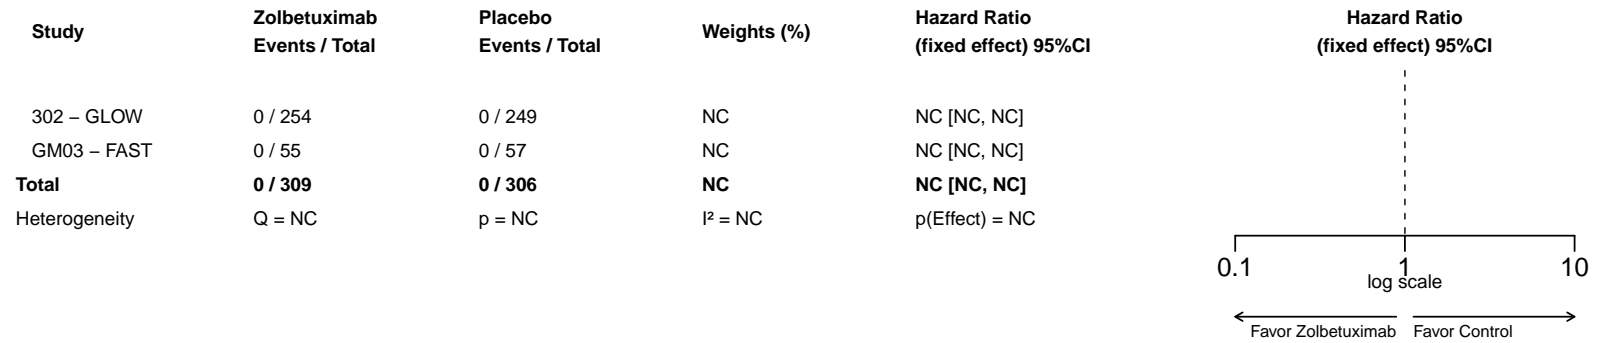 Study Zolbetuximab Events / Total Placebo Events / Total Weights (%) Hazard Ratio (fixed effect) 95%CI Hazard Ratio (fixed effect) 95%CI
302 – GLOW 0 / 254 0 / 249 NC NC [NC, NC]
GM03 – FAST 0 / 55 0 / 57 NC NC [NC, NC]
Total 0 / 309 0 / 306 NC NC [NC, NC]
Heterogeneity Q = NC p = NC I² = NC p(Effect) = NC
0.1 1 10
log scale
Favor Zolbetuximab Favor Control